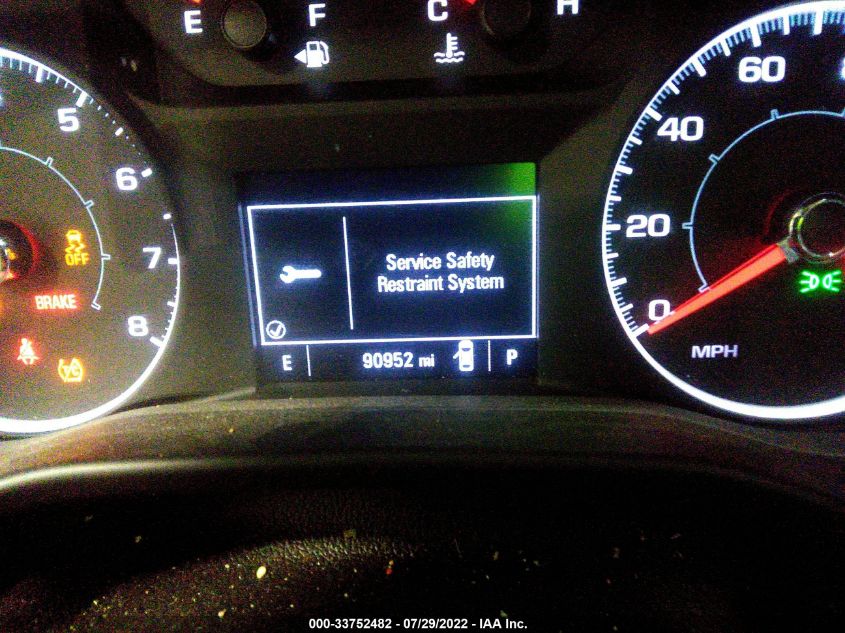 E F C H
5
6
7
8
OFF
BRAKE
Service Safety
Restraint System
E 90952 mi P
60
40
20
0
MPH
000-33752482 - 07/29/2022 - IAA Inc.